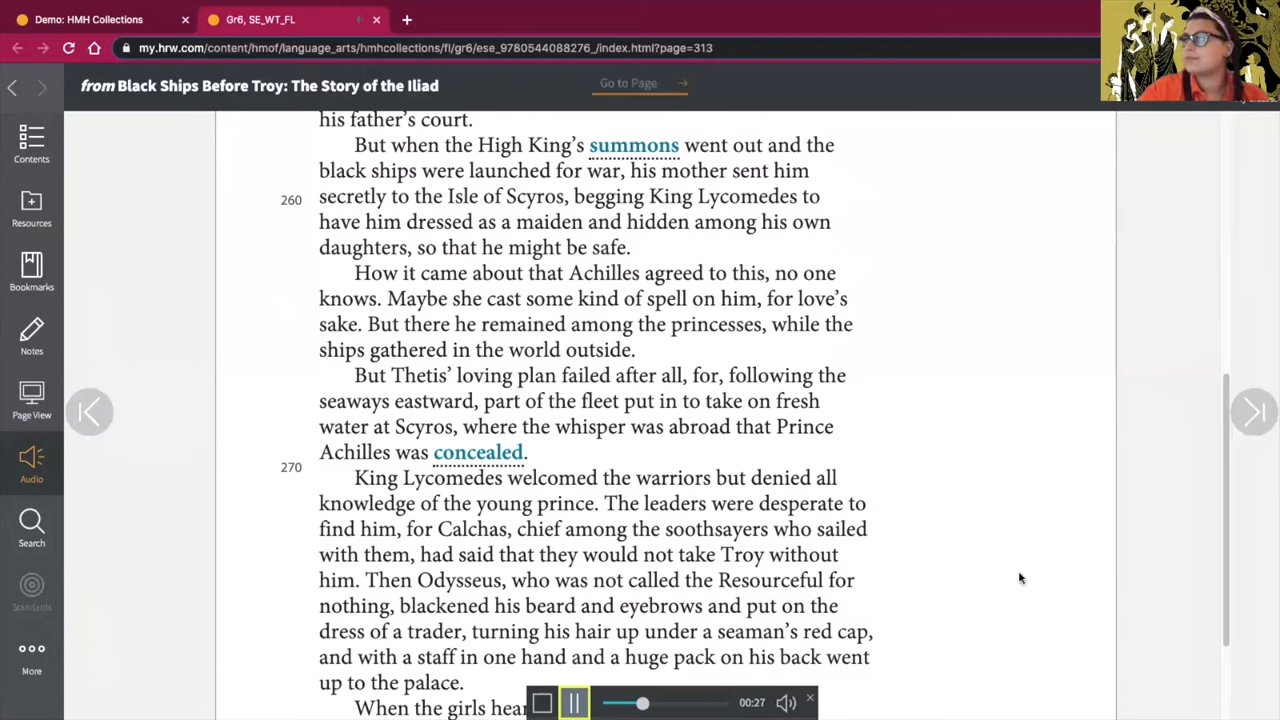 Demo: HMH Collections
Gr6, SE_WT_FL
my.hrw.com/content/hmof/language_arts/hmhcollections/fl/gr6/ese_9780544088276_/index.html?page=313
from Black Ships Before Troy: The Story of the Iliad
Go to Page
Contents
Resources
Bookmarks
Notes
Page View
Audio
Search
Standards
More
his father's court.
But when the High King's summons went out and the
black ships were launched for war, his mother sent him
260 secretly to the Isle of Scyros, begging King Lycomedes to
have him dressed as a maiden and hidden among his own
daughters, so that he might be safe.
How it came about that Achilles agreed to this, no one
knows. Maybe she cast some kind of spell on him, for love's
sake. But there he remained among the princesses, while the
ships gathered in the world outside.
But Thetis' loving plan failed after all, for, following the
seaways eastward, part of the fleet put in to take on fresh
water at Scyros, where the whisper was abroad that Prince
Achilles was concealed.
270 King Lycomedes welcomed the warriors but denied all
knowledge of the young prince. The leaders were desperate to
find him, for Calchas, chief among the soothsayers who sailed
with them, had said that they would not take Troy without
him. Then Odysseus, who was not called the Resourceful for
nothing, blackened his beard and eyebrows and put on the
dress of a trader, turning his hair up under a seaman's red cap,
and with a staff in one hand and a huge pack on his back went
up to the palace.
When the girls hear
00:27